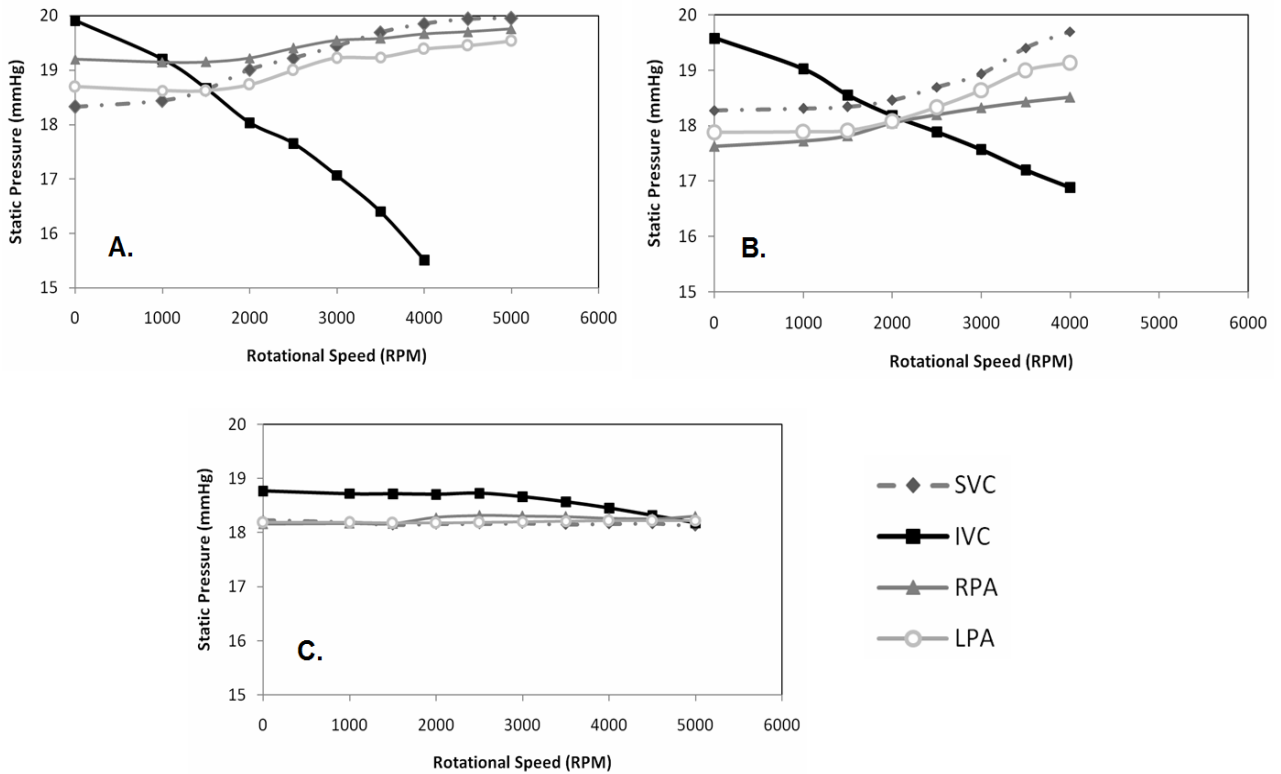 20
19
18
17
16
15
Static Pressure (mmHg)
A.
0 1000 2000 3000 4000 5000 6000
Rotational Speed (RPM)
20
19
18
17
16
15
Static Pressure (mmHg)
B.
0 1000 2000 3000 4000 5000 6000
Rotational Speed (RPM)
20
19
18
17
16
15
Static Pressure (mmHg)
C.
0 1000 2000 3000 4000 5000 6000
Rotational Speed (RPM)
SVC
IVC
RPA
LPA